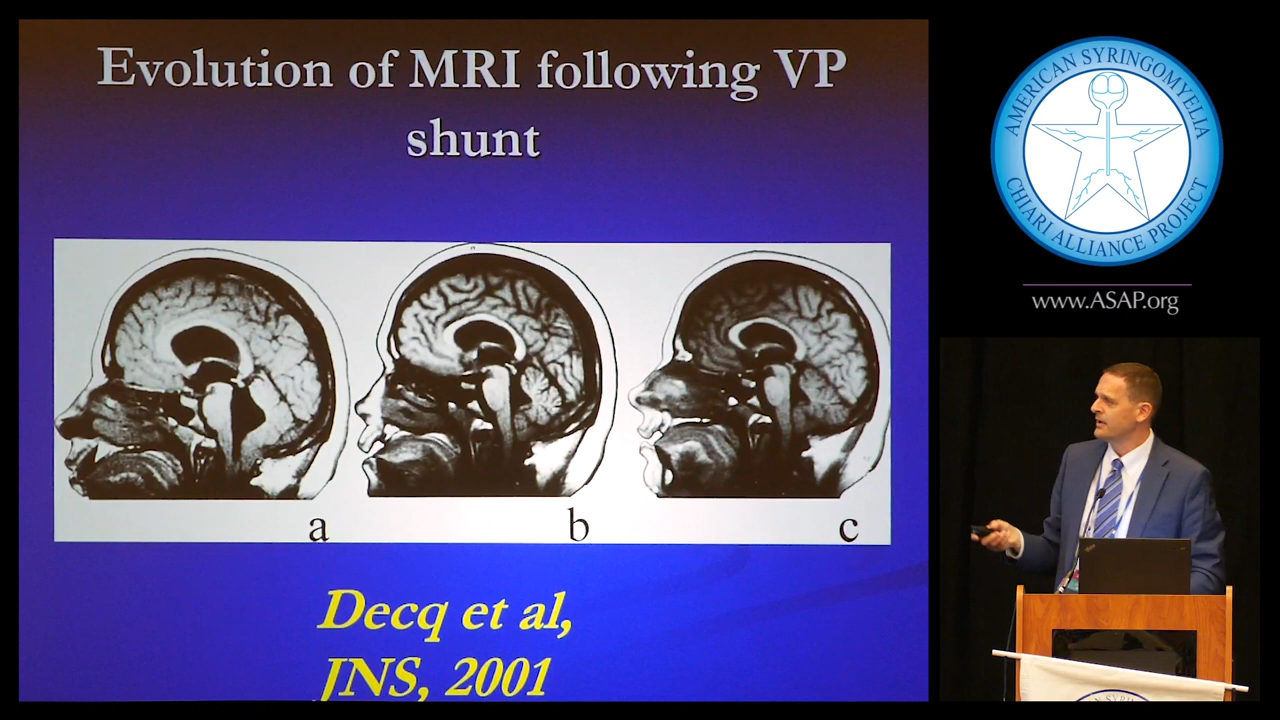 Evolution of MRI following VP
shunt
a
b
c
Decq et al,
JNS, 2001
AMERICAN SYRINGOMYELIA
CHIARI ALLIANCE PROJECT
www.ASAP.org